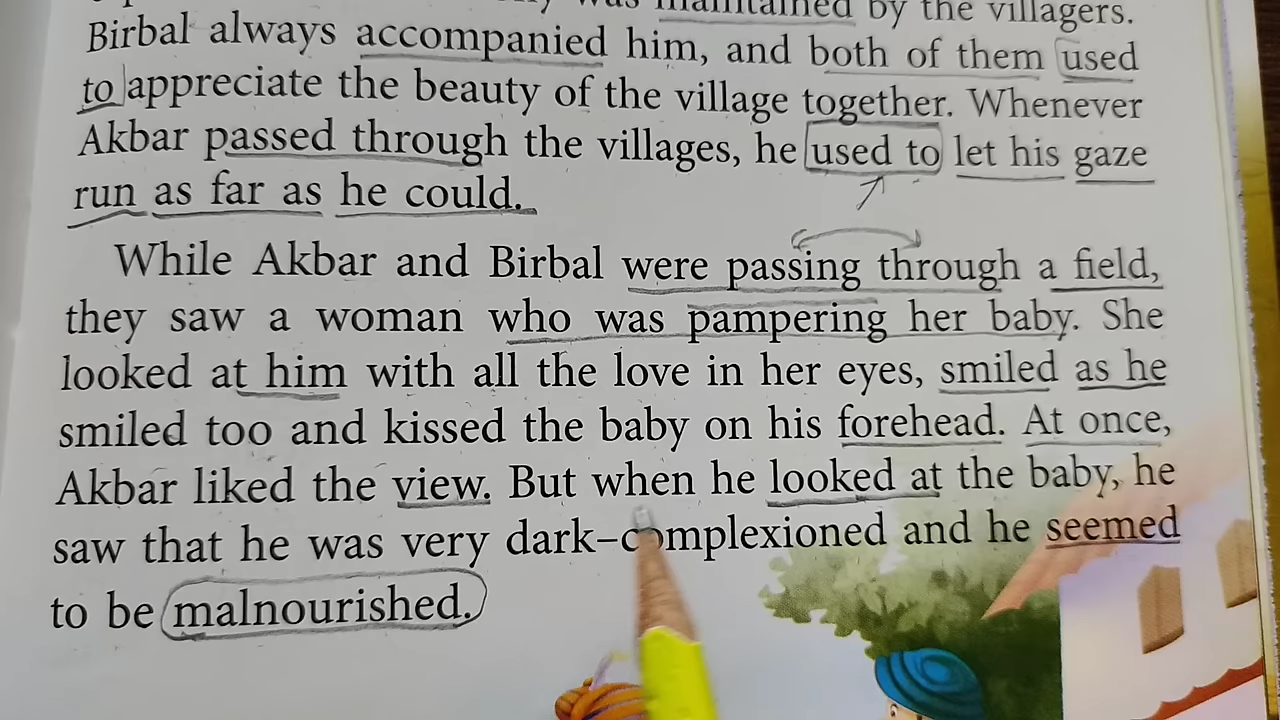 was maintained by the villagers.
Birbal always accompanied him, and both of them used
to appreciate the beauty of the village together. Whenever
Akbar passed through the villages, he used to let his gaze
run as far as he could.
While Akbar and Birbal were passing through a field,
they saw a woman who was pampering her baby. She
looked at him with all the love in her eyes, smiled as he
smiled too and kissed the baby on his forehead. At once,
Akbar liked the view. But when he looked at the baby, he
saw that he was very dark–complexioned and he seemed
to be malnourished.